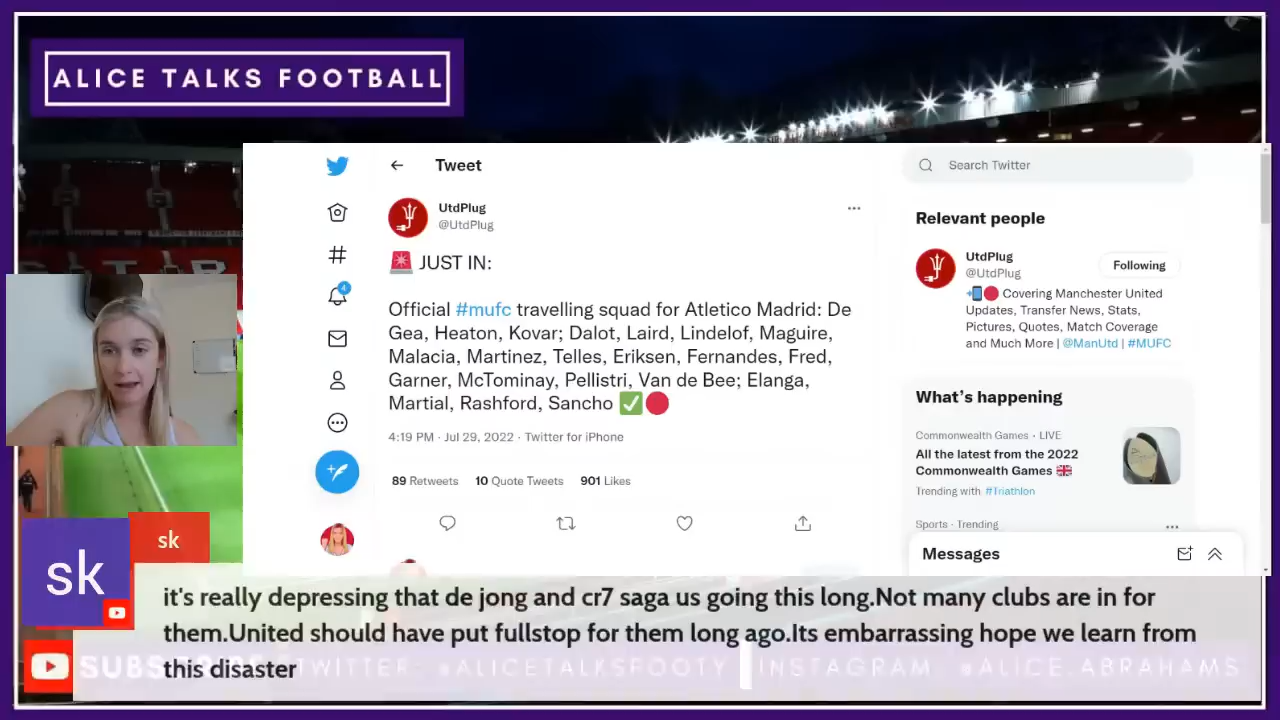 ALICE TALKS FOOTBALL
Tweet
UtdPlug
@UtdPlug
🚨 JUST IN:
Official #mufc travelling squad for Atletico Madrid: De
Gea, Heaton, Kovar; Dalot, Laird, Lindelof, Maguire,
Malacia, Martinez, Telles, Eriksen, Fernandes, Fred,
Garner, McTominay, Pellistri, Van de Bee; Elanga,
Martial, Rashford, Sancho ✅🔴
4:19 PM · Jul 29, 2022 · Twitter for iPhone
89 Retweets 10 Quote Tweets 901 Likes
4
Search Twitter
Relevant people
UtdPlug
@UtdPlug
Following
📲🔴 Covering Manchester United
Updates, Transfer News, Stats,
Pictures, Quotes, Match Coverage
and Much More | @ManUtd | #MUFC
What's happening
Commonwealth Games · LIVE
All the latest from the 2022
Commonwealth Games 🇬🇧
Trending with #Triathlon
Sports · Trending
Messages
sk
sk
it's really depressing that de jong and cr7 saga us going this long.Not many clubs are in for
them.United should have put fullstop for them long ago.Its embarrassing hope we learn from
this disaster
TWITTER: @ALICETALKSFOOTY
INSTAGRAM: @ALICE.ABRAHAMS